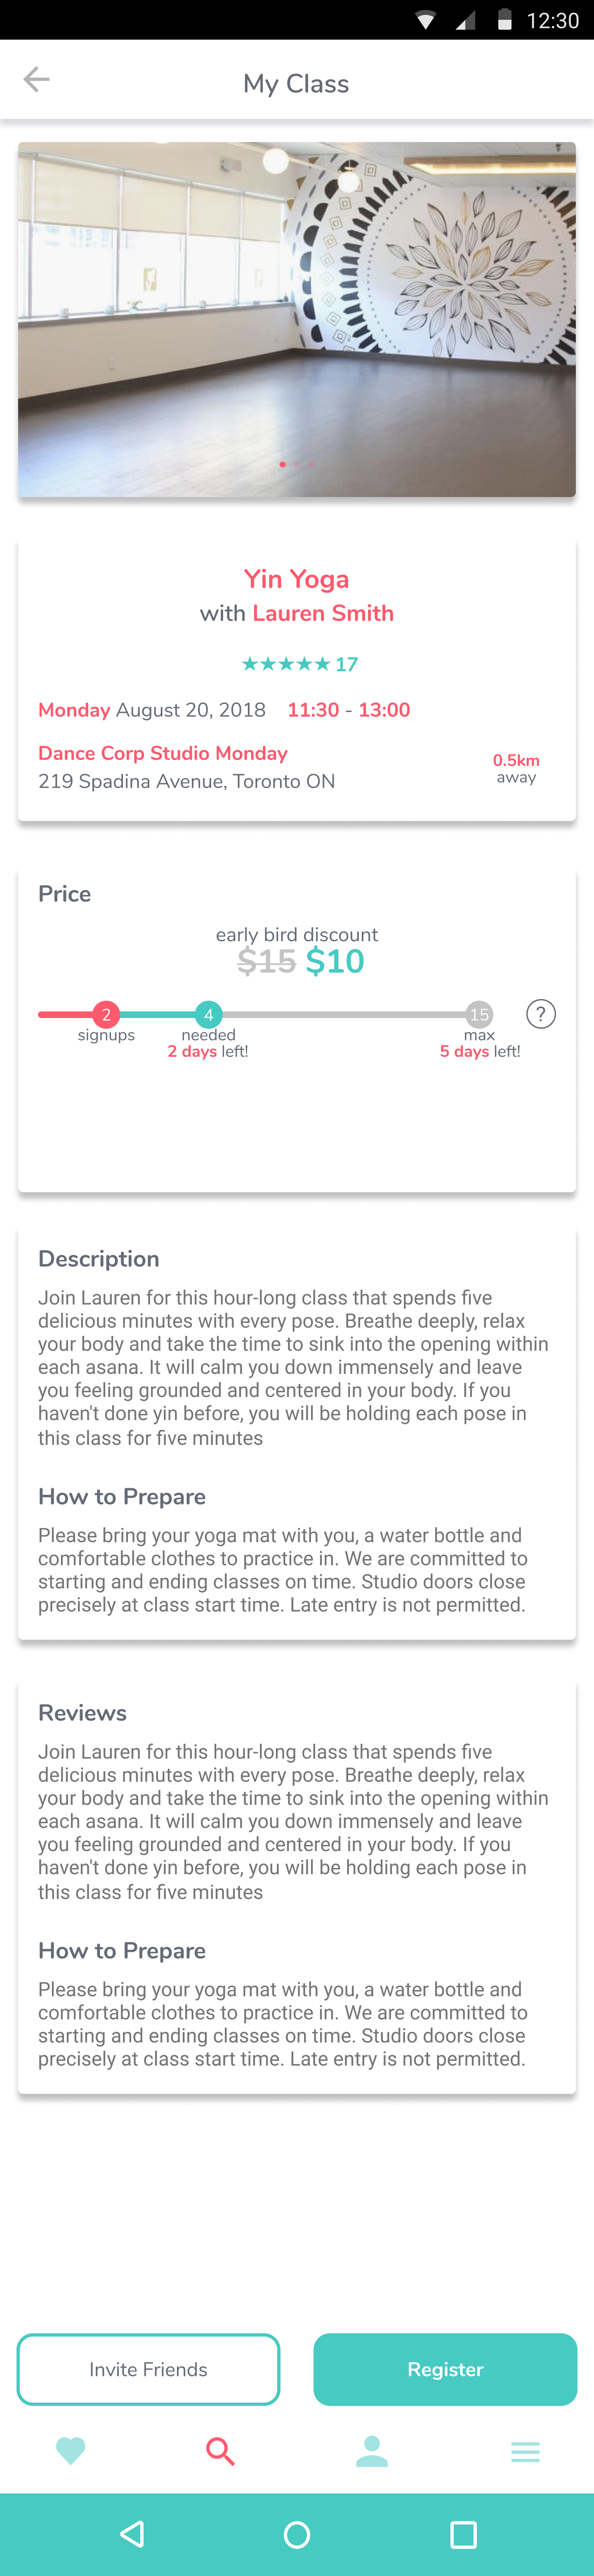 12:30
My Class
Yin Yoga
with Lauren Smith
★★★★★ 17
Monday August 20, 2018 11:30 - 13:00
Dance Corp Studio Monday
219 Spadina Avenue, Toronto ON
0.5km
away
Price
early bird discount
$15 $10
2 4 15 ?
signups needed max
2 days left! 5 days left!
Description
Join Lauren for this hour-long class that spends five
delicious minutes with every pose. Breathe deeply, relax
your body and take the time to sink into the opening within
each asana. It will calm you down immensely and leave
you feeling grounded and centered in your body. If you
haven't done yin before, you will be holding each pose in
this class for five minutes
How to Prepare
Please bring your yoga mat with you, a water bottle and
comfortable clothes to practice in. We are committed to
starting and ending classes on time. Studio doors close
precisely at class start time. Late entry is not permitted.
Reviews
Join Lauren for this hour-long class that spends five
delicious minutes with every pose. Breathe deeply, relax
your body and take the time to sink into the opening within
each asana. It will calm you down immensely and leave
you feeling grounded and centered in your body. If you
haven't done yin before, you will be holding each pose in
this class for five minutes
How to Prepare
Please bring your yoga mat with you, a water bottle and
comfortable clothes to practice in. We are committed to
starting and ending classes on time. Studio doors close
precisely at class start time. Late entry is not permitted.
Invite Friends
Register